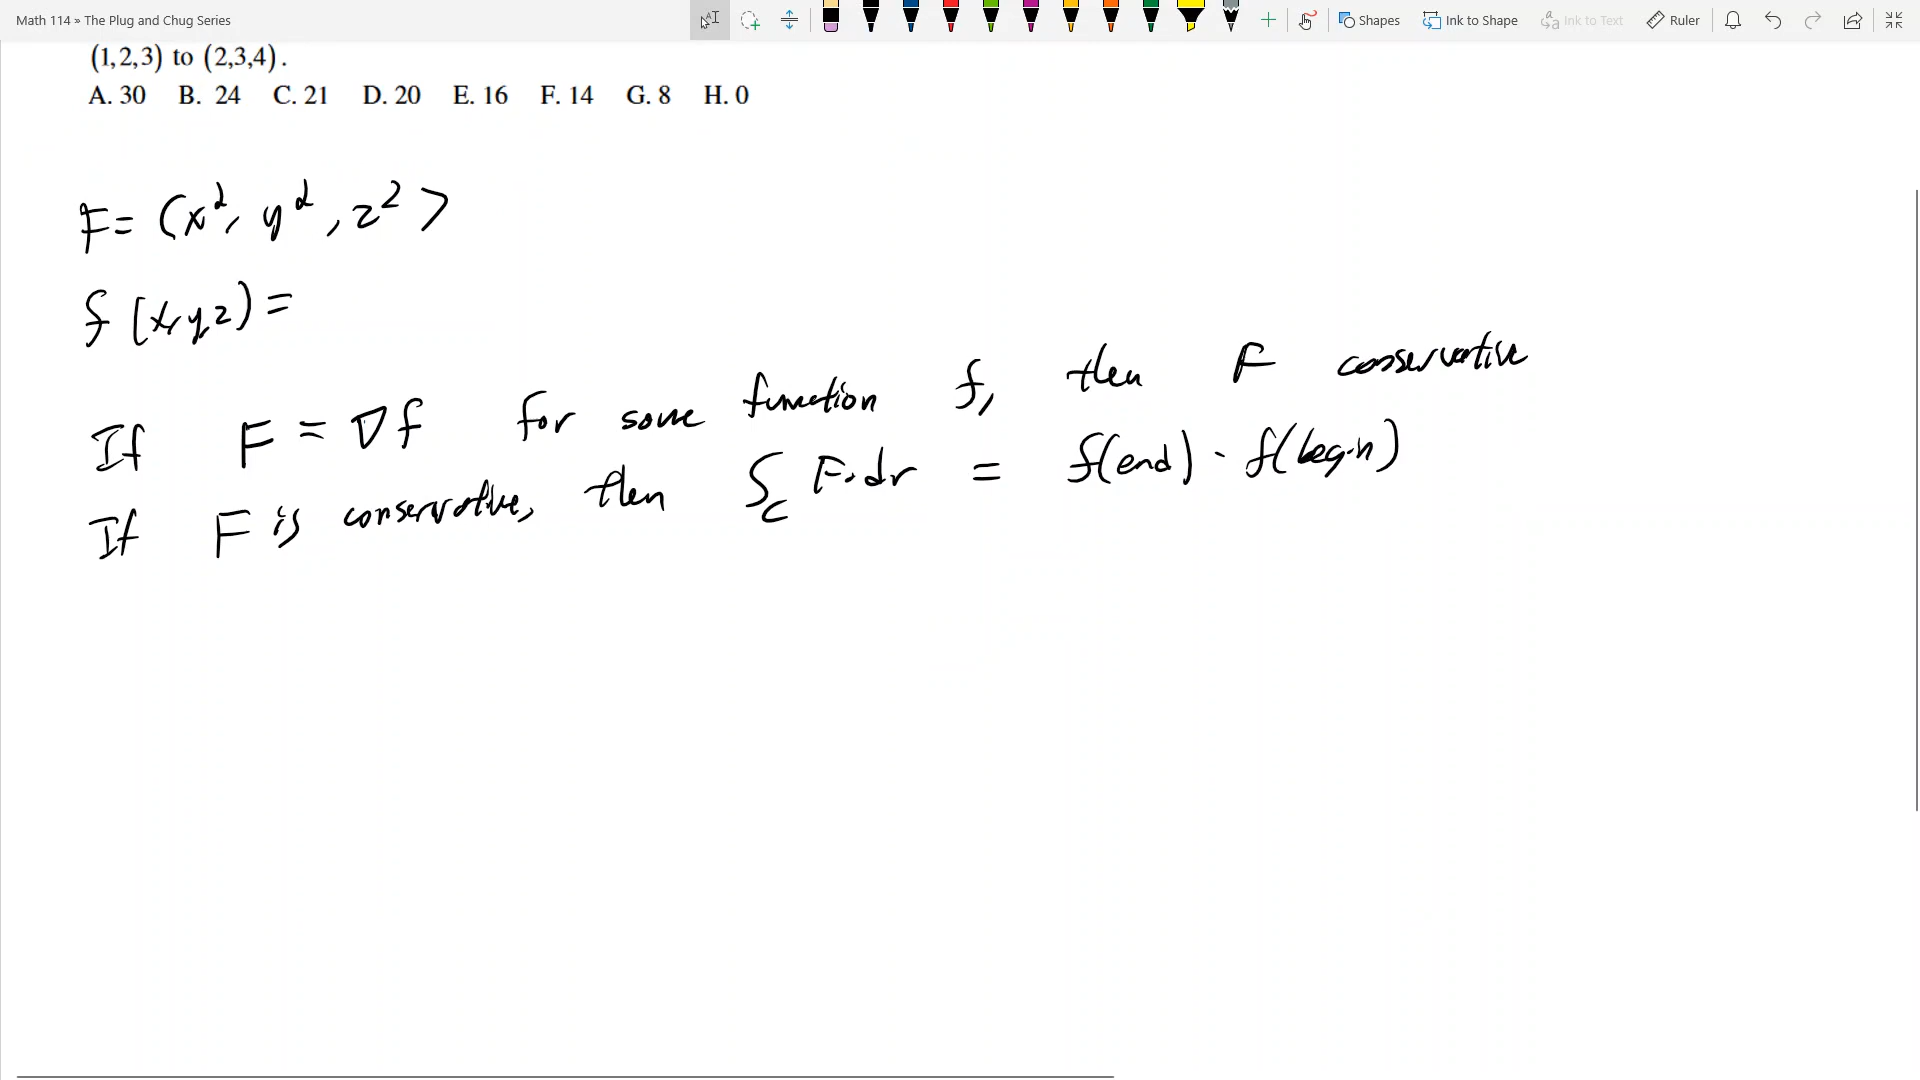 Math 114 » The Plug and Chug Series
Shapes Ink to Shape Ink to Text Ruler
(1,2,3) to (2,3,4).
A. 30 B. 24 C. 21 D. 20 E. 16 F. 14 G. 8 H. 0
F = (x², y², z² >
f (x,y,z) =
If F = ∇f for some function f, then F conservative
If F is conservative, then ∫_C F·dr = f(end) - f(begin)